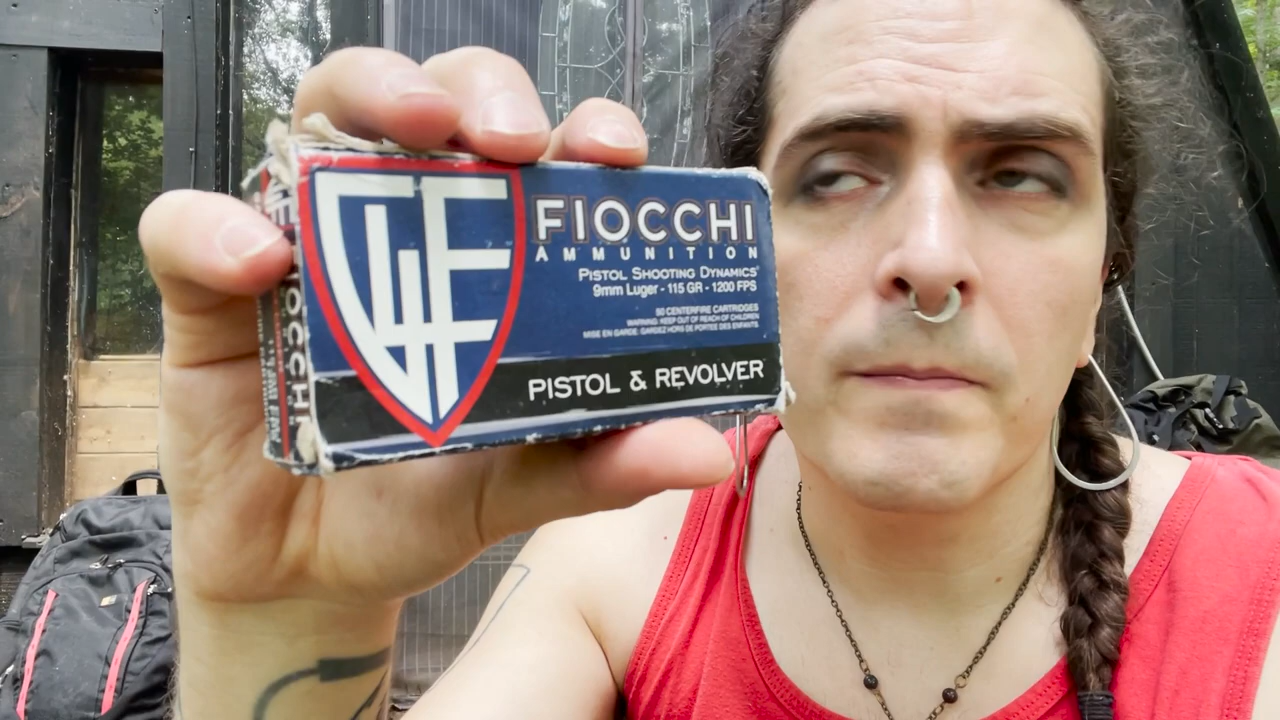 GFL
FIOCCHI
AMMUNITION
PISTOL SHOOTING DYNAMICS®
9mm Luger - 115 GR - 1200 FPS
50 CENTERFIRE CARTRIDGES
WARNING: KEEP OUT OF REACH OF CHILDREN
MISE EN GARDE: GARDEZ HORS DE PORTEE DES ENFANTS
PISTOL & REVOLVER
FIOCCHI